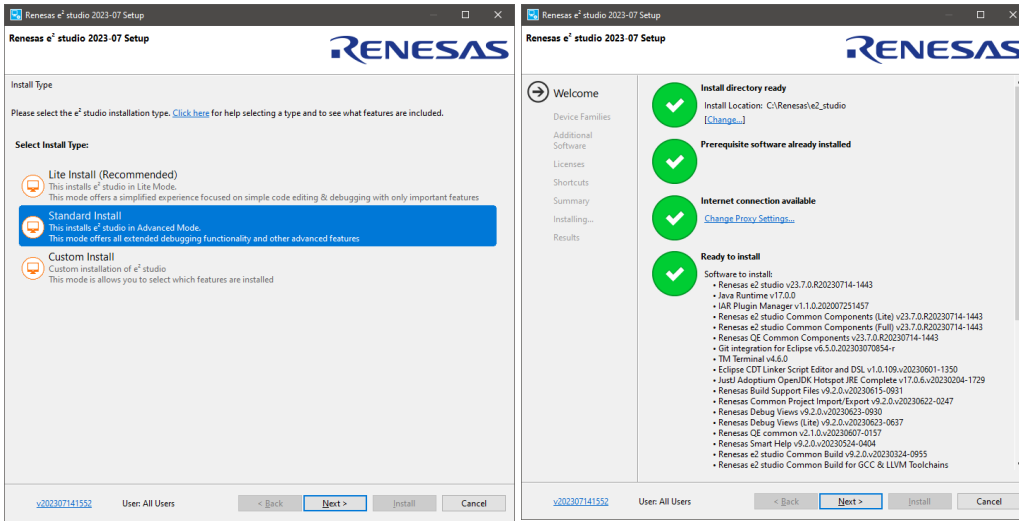 Renesas e² studio 2023-07 Setup
Renesas e² studio 2023-07 Setup
RENESAS
Install Type
Please select the e² studio installation type. Click here for help selecting a type and to see what features are included.
Select Install Type:
Lite Install (Recommended)
This installs e² studio in Lite Mode.
This mode offers a simplified experience focused on simple code editing & debugging with only important features
Standard Install
This installs e² studio in Advanced Mode.
This mode offers all extended debugging functionality and other advanced features
Custom Install
Custom installation of e² studio
This mode is allows you to select which features are installed
v202307141552
User: All Users
< Back
Next >
Install
Cancel
Renesas e² studio 2023-07 Setup
Renesas e² studio 2023-07 Setup
RENESAS
Welcome
Device Families
Additional
Software
Licenses
Shortcuts
Summary
Installing...
Results
Install directory ready
Install Location: C:\Renesas\e2_studio
[Change...]
Prerequisite software already installed
Internet connection available
Change Proxy Settings...
Ready to install
Software to install:
• Renesas e2 studio v23.7.0.R20230714-1443
• Java Runtime v17.0.0
• IAR Plugin Manager v1.1.0.202007251457
• Renesas e2 studio Common Components (Lite) v23.7.0.R20230714-1443
• Renesas e2 studio Common Components (Full) v23.7.0.R20230714-1443
• Renesas QE Common Components v23.7.0.R20230714-1443
• Git integration for Eclipse v6.5.0.202303070854-r
• TM Terminal v4.6.0
• Eclipse CDT Linker Script Editor and DSL v1.0.109.v20230601-1350
• JustJ Adoptium OpenJDK Hotspot JRE Complete v17.0.6.v20230204-1729
• Renesas Build Support Files v9.2.0.v20230615-0931
• Renesas Common Project Import/Export v9.2.0.v20230622-0247
• Renesas Debug Views v9.2.0.v20230623-0930
• Renesas Debug Views (Lite) v9.2.0.v20230623-0637
• Renesas QE common v2.1.0.v20230607-0157
• Renesas Smart Help v9.2.0.v20230524-0404
• Renesas e2 studio Common Build v9.2.0.v20230324-0955
• Renesas e2 studio Common Build for GCC & LLVM Toolchains
v202307141552
User: All Users
< Back
Next >
Install
Cancel